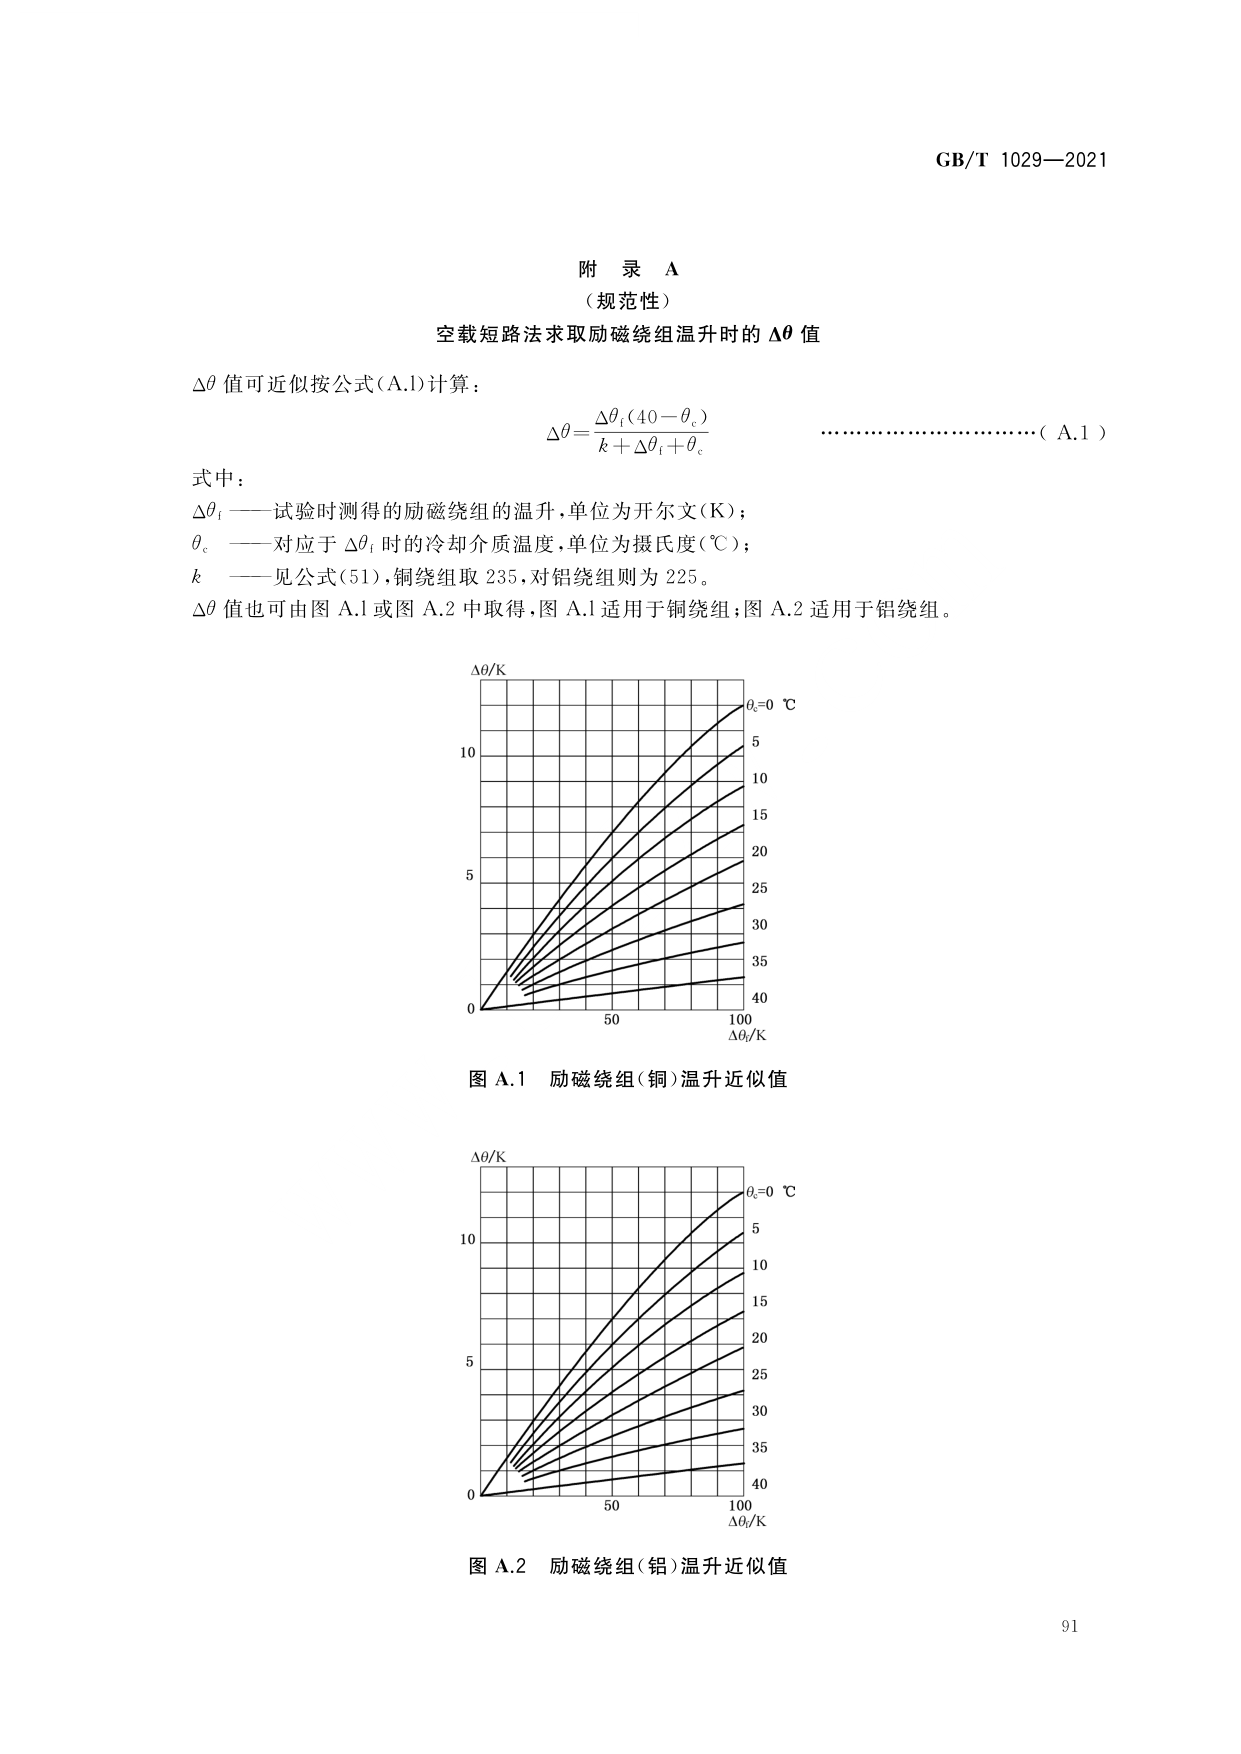 GB/T 1029—2021
附 录 A
(规范性)
空载短路法求取励磁绕组温升时的 Δθ 值
Δθ 值可近似按公式(A.1)计算:
Δθ=Δθf(40−θc)/(k+Δθf+θc) …………………………( A.1 )
式中:
Δθf ——试验时测得的励磁绕组的温升,单位为开尔文(K);
θc ——对应于 Δθf 时的冷却介质温度,单位为摄氏度(℃);
k ——见公式(51),铜绕组取 235,对铝绕组则为 225。
Δθ 值也可由图 A.1 或图 A.2 中取得,图 A.1 适用于铜绕组;图 A.2 适用于铝绕组。
Δθ/K
θc=0 ℃
5
10
10
15
20
5
25
30
35
40
0
50
100
Δθf/K
图 A.1 励磁绕组(铜)温升近似值
Δθ/K
θc=0 ℃
5
10
10
15
20
5
25
30
35
40
0
50
100
Δθf/K
图 A.2 励磁绕组(铝)温升近似值
91